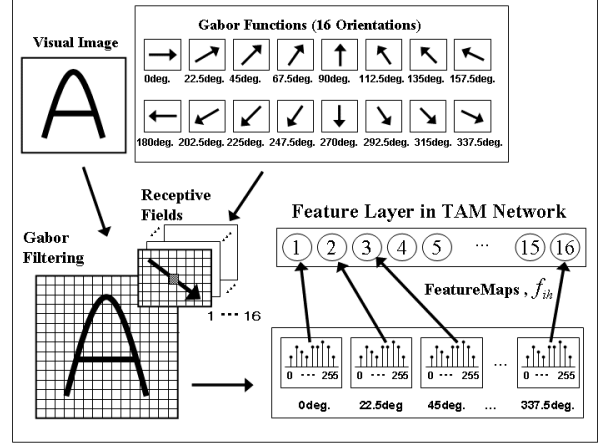 Gabor Functions (16 Orientations)
Visual Image
0deg. 22.5deg. 45deg. 67.5deg. 90deg. 112.5deg. 135deg. 157.5deg.
180deg. 202.5deg. 225deg. 247.5deg. 270deg. 292.5deg. 315deg. 337.5deg.
A
Receptive
Fields
Gabor
Filtering
1 ··· 16
A
Feature Layer in TAM Network
1 2 3 4 5 ··· 15 16
FeatureMaps , f_ih
0 ··· 255 0 ··· 255 0 ··· 255 ··· 0 ··· 255
0deg. 22.5deg 45deg. ... 337.5deg.